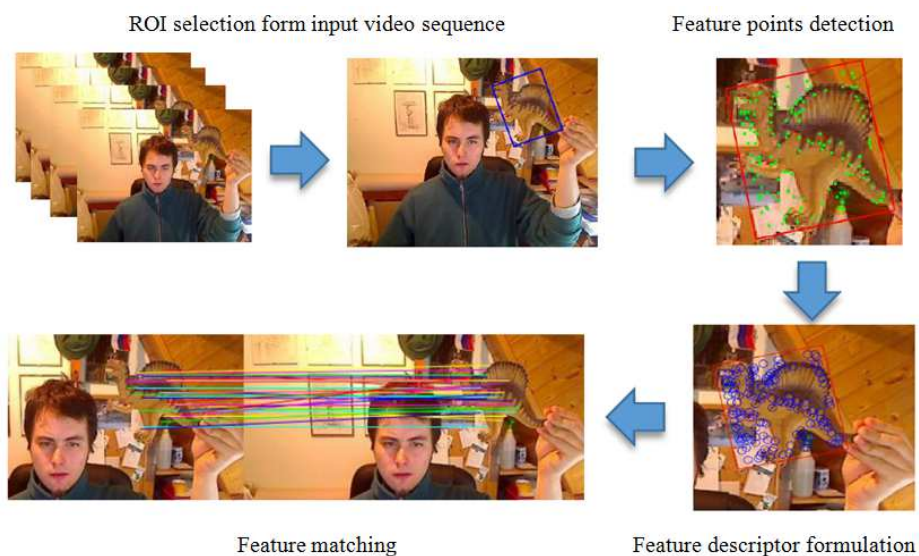 ROI selection form input video sequence
Feature points detection
Feature matching
Feature descriptor formulation